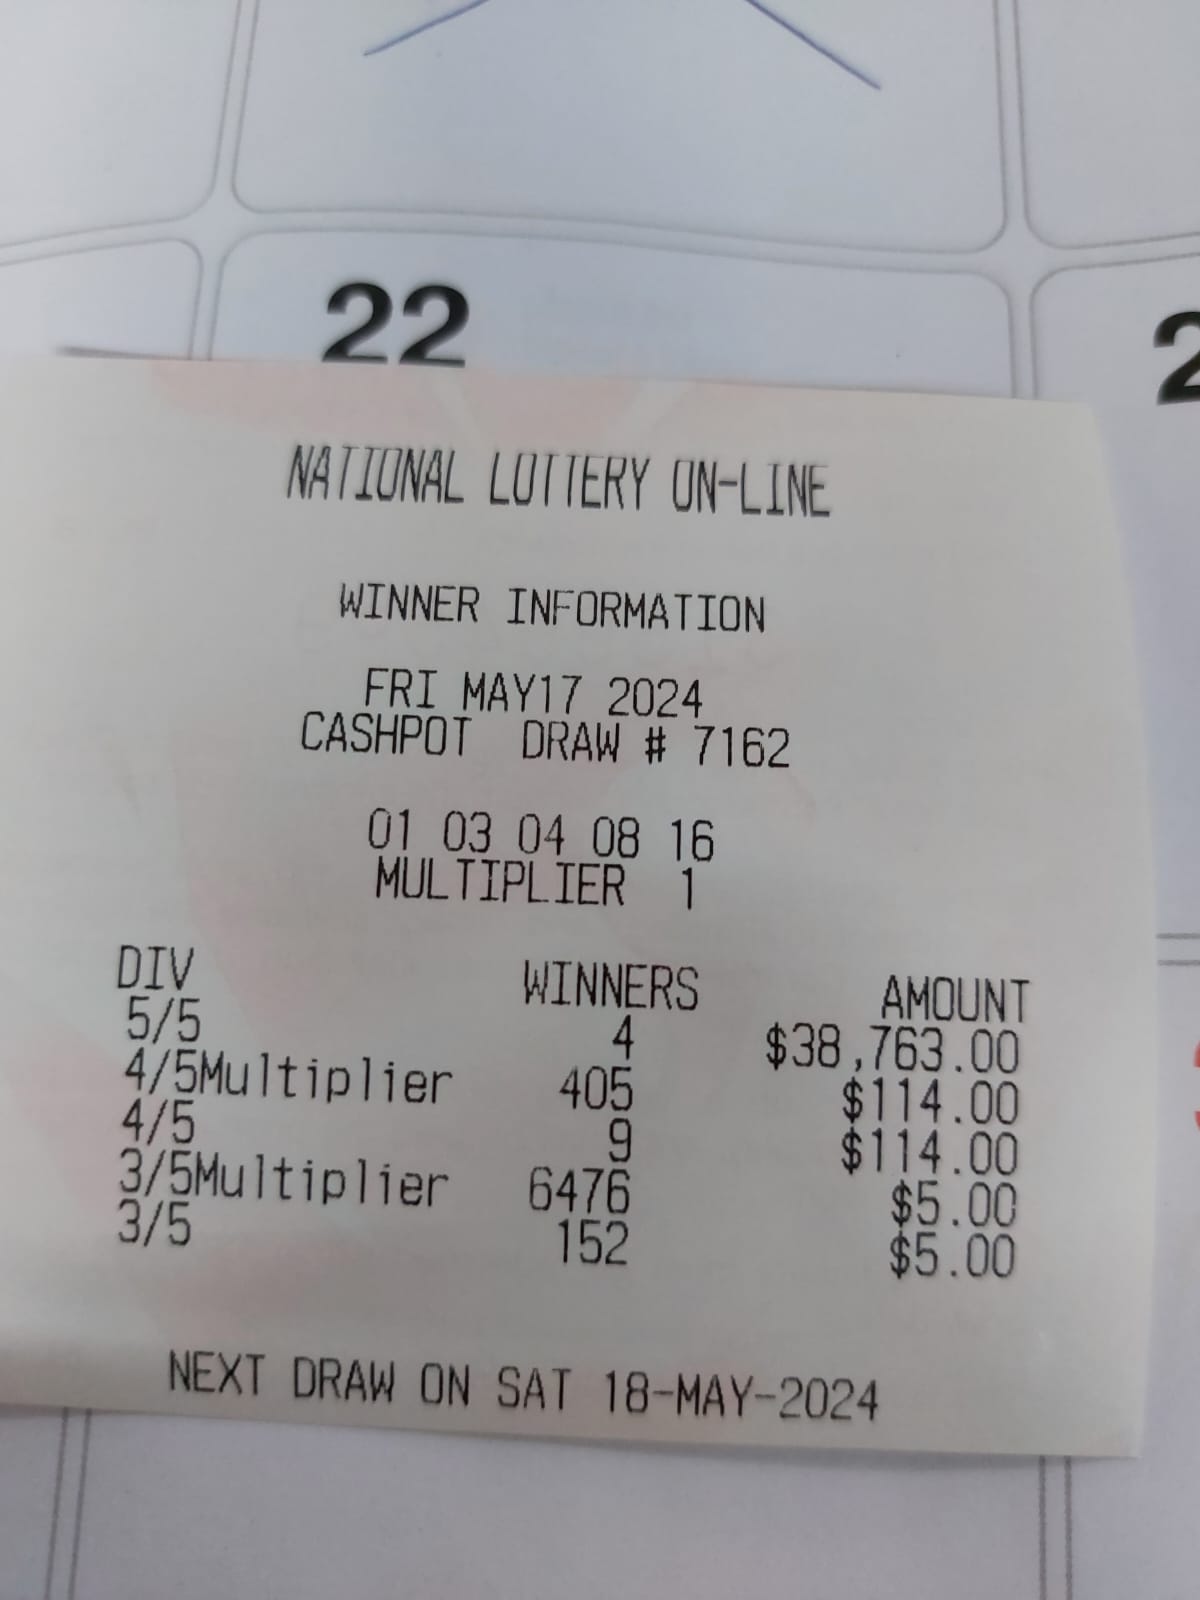 22
NATIONAL LOTTERY ON-LINE
WINNER INFORMATION
FRI MAY17 2024
CASHPOT DRAW # 7162
01 03 04 08 16
MULTIPLIER 1
DIV WINNERS AMOUNT
5/5 4 $38,763.00
4/5Multiplier 405 $114.00
4/5 9 $114.00
3/5Multiplier 6476 $5.00
3/5 152 $5.00
NEXT DRAW ON SAT 18-MAY-2024